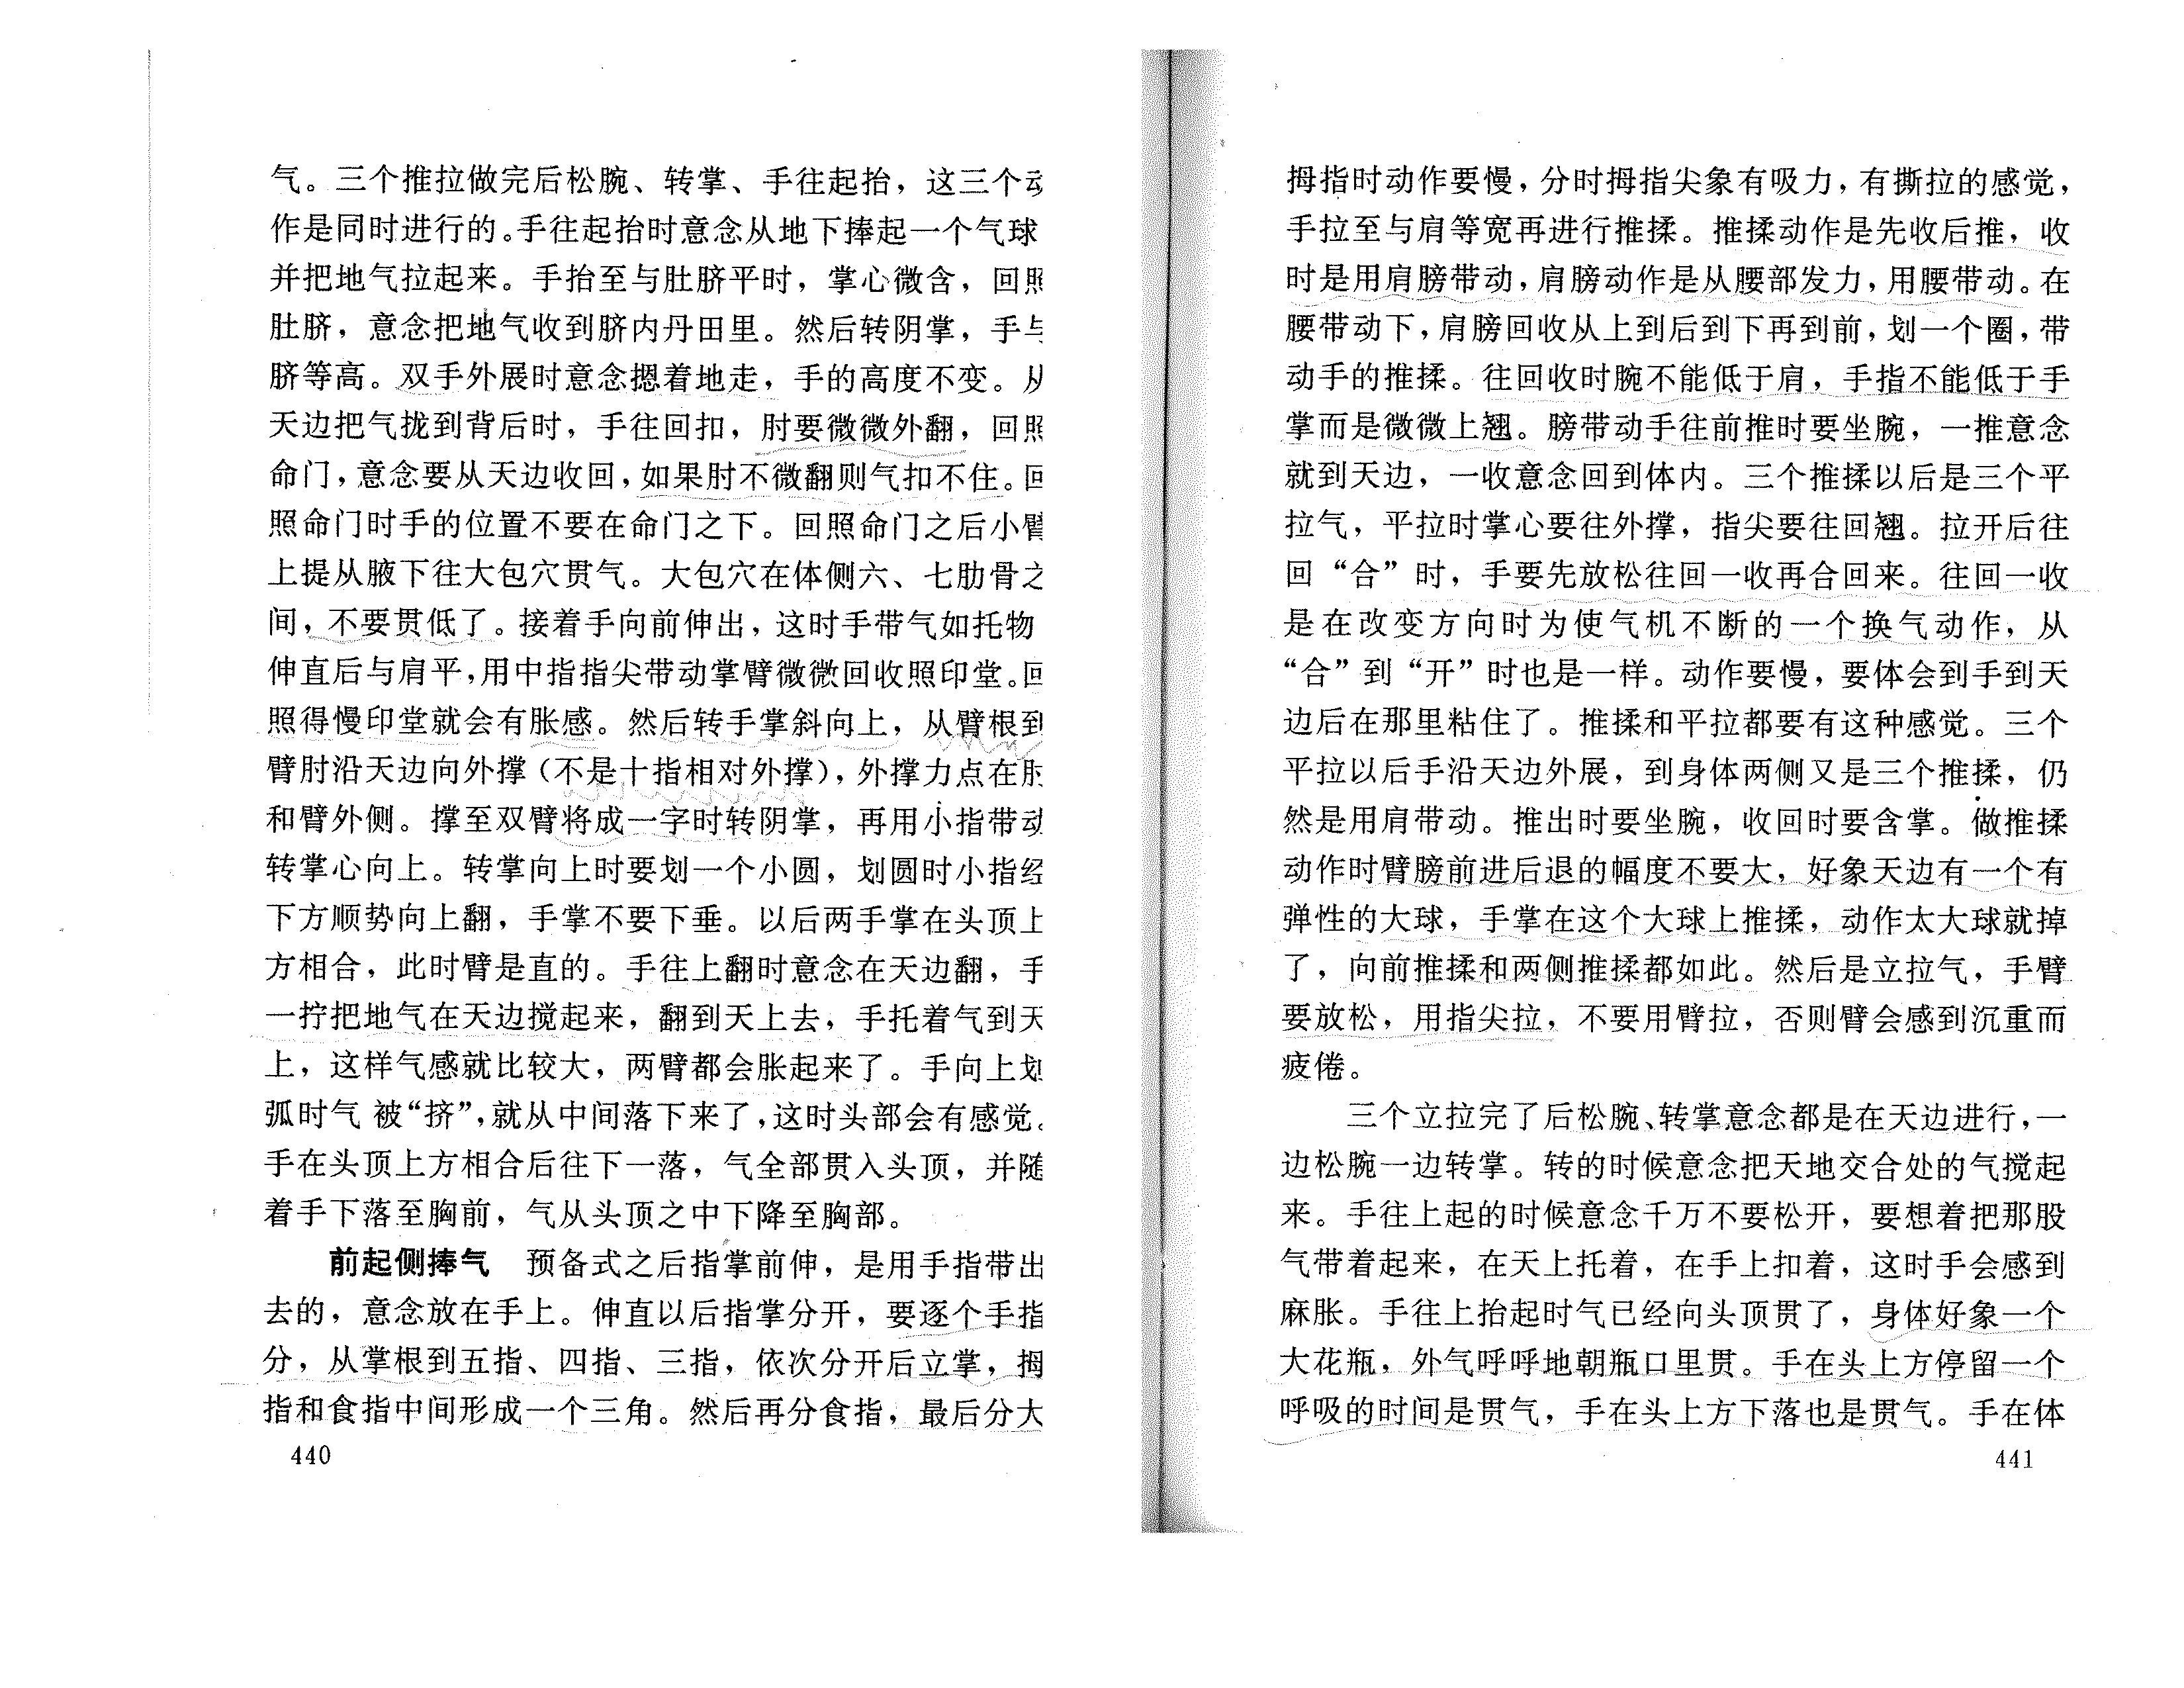 气。三个推拉做完后松腕、转掌、手往起抬，这三个动
作是同时进行的。手往起抬时意念从地下捧起一个气球
并把地气拉起来。手抬至与肚脐平时，掌心微含，回照
肚脐，意念把地气收到脐内丹田里。然后转阴掌，手与
脐等高。双手外展时意念摁着地走，手的高度不变。从
天边把气拢到背后时，手往回扣，肘要微微外翻，回照
命门，意念要从天边收回，如果肘不微翻则气扣不住。回
照命门时手的位置不要在命门之下。回照命门之后小臂
上提从腋下往大包穴贯气。大包穴在体侧六、七肋骨之
间，不要贯低了。接着手向前伸出，这时手带气如托物
伸直后与肩平，用中指指尖带动掌臂微微回收照印堂。回
照得慢印堂就会有胀感。然后转手掌斜向上，从臂根到
臂肘沿天边向外撑（不是十指相对外撑），外撑力点在肘
和臂外侧。撑至双臂将成一字时转阴掌，再用小指带动
转掌心向上。转掌向上时要划一个小圆，划圆时小指经
下方顺势向上翻，手掌不要下垂。以后两手掌在头顶上
方相合，此时臂是直的。手往上翻时意念在天边翻，手
一拧把地气在天边搅起来，翻到天上去，手托着气到天
上，这样气感就比较大，两臂都会胀起来了。手向上划
弧时气 被“挤”，就从中间落下来了，这时头部会有感觉。
手在头顶上方相合后往下一落，气全部贯入头顶，并随
着手下落至胸前，气从头顶之中下降至胸部。
前起侧捧气　预备式之后指掌前伸，是用手指带出
去的，意念放在手上。伸直以后指掌分开，要逐个手指
分，从掌根到五指、四指、三指，依次分开后立掌，拇
指和食指中间形成一个三角。然后再分食指，最后分大
440
拇指时动作要慢，分时拇指尖象有吸力，有撕拉的感觉，
手拉至与肩等宽再进行推揉。推揉动作是先收后推，收
时是用肩膀带动，肩膀动作是从腰部发力，用腰带动。在
腰带动下，肩膀回收从上到后到下再到前，划一个圈，带
动手的推揉。往回收时腕不能低于肩，手指不能低于手
掌而是微微上翘。膀带动手往前推时要坐腕，一推意念
就到天边，一收意念回到体内。三个推揉以后是三个平
拉气，平拉时掌心要往外撑，指尖要往回翘。拉开后往
回“合”时，手要先放松往回一收再合回来。往回一收
是在改变方向时为使气机不断的一个换气动作，从
“合”到“开”时也是一样。动作要慢，要体会到手到天
边后在那里粘住了。推揉和平拉都要有这种感觉。三个
平拉以后手沿天边外展，到身体两侧又是三个推揉，仍
然是用肩带动。推出时要坐腕，收回时要含掌。做推揉
动作时臂膀前进后退的幅度不要大，好象天边有一个有
弹性的大球，手掌在这个大球上推揉，动作太大球就掉
了，向前推揉和两侧推揉都如此。然后是立拉气，手臂
要放松，用指尖拉，不要用臂拉，否则臂会感到沉重而
疲倦。
三个立拉完了后松腕、转掌意念都是在天边进行，一
边松腕一边转掌。转的时候意念把天地交合处的气搅起
来。手往上起的时候意念千万不要松开，要想着把那股
气带着起来，在天上托着，在手上扣着，这时手会感到
麻胀。手往上抬起时气已经向头顶贯了，身体好象一个
大花瓶，外气呼呼地朝瓶口里贯。手在头上方停留一个
呼吸的时间是贯气，手在头上方下落也是贯气。手在体
441